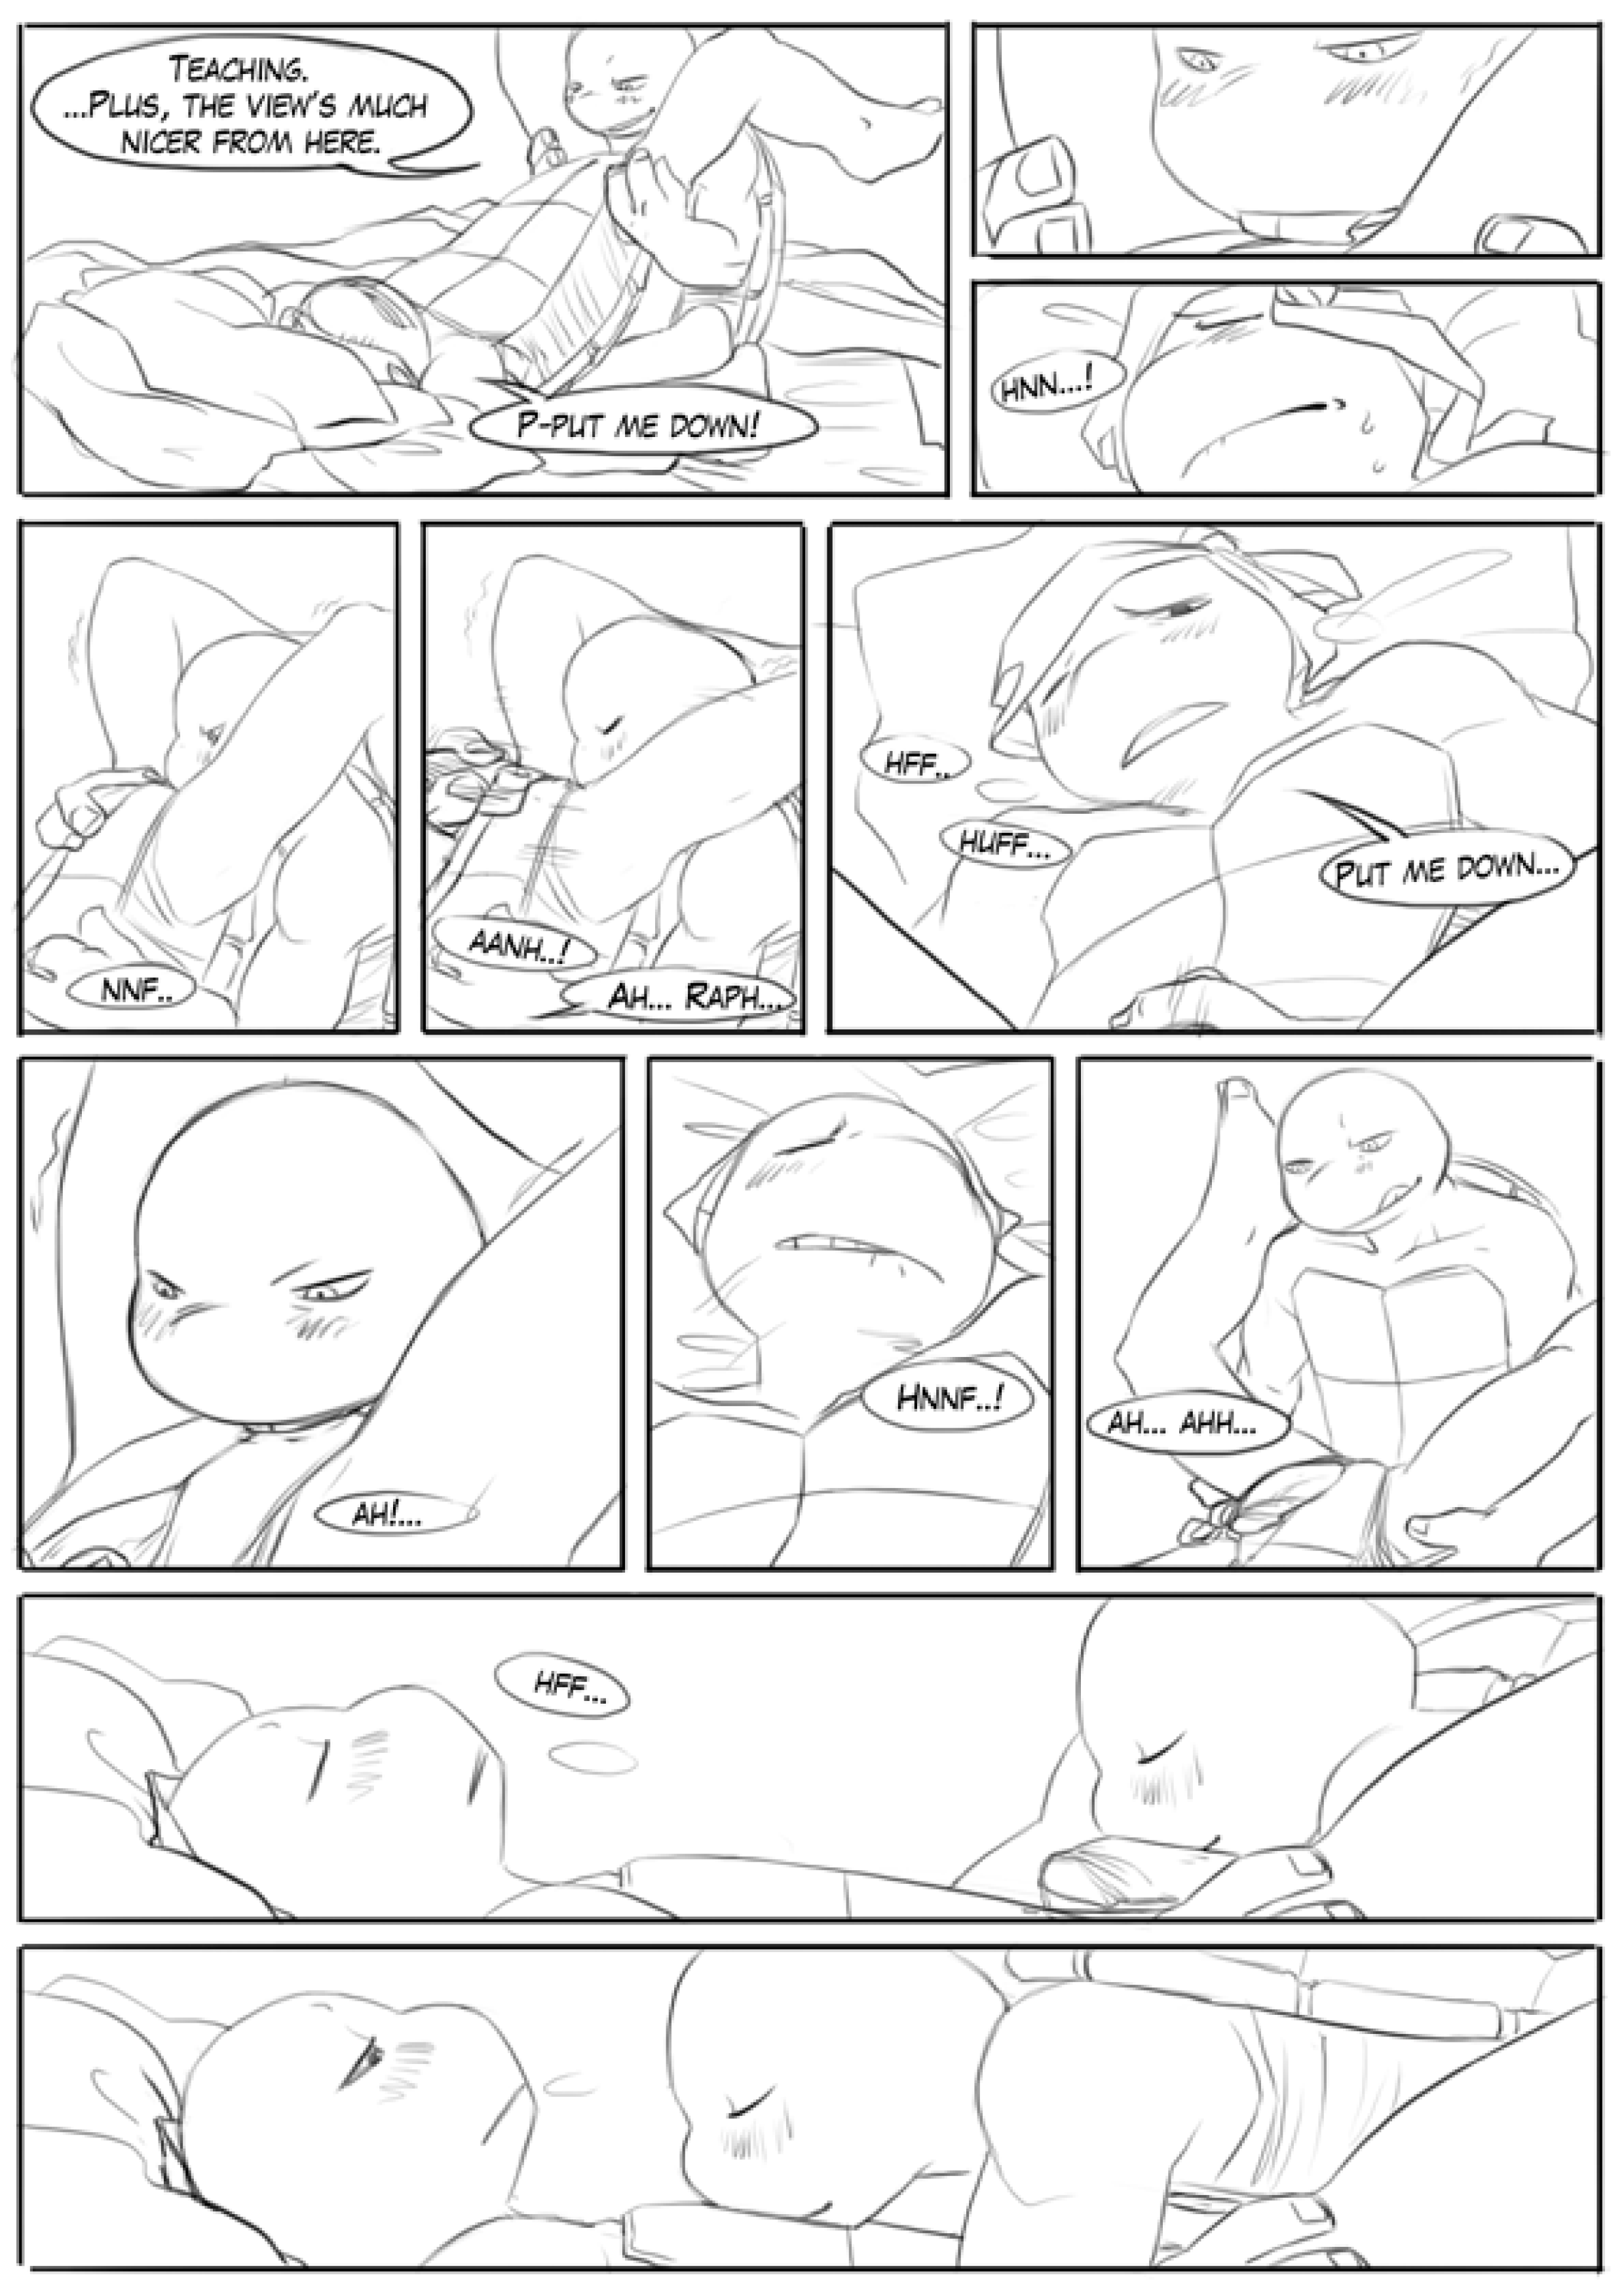 TEACHING.
...PLUS, THE VIEW'S MUCH
NICER FROM HERE.
P-PUT ME DOWN!
HNN...!
NNF..
AANH..!
AH... RAPH...
HFF..
HUFF...
PUT ME DOWN...
AH!...
HNNF..!
AH... AHH...
HFF...